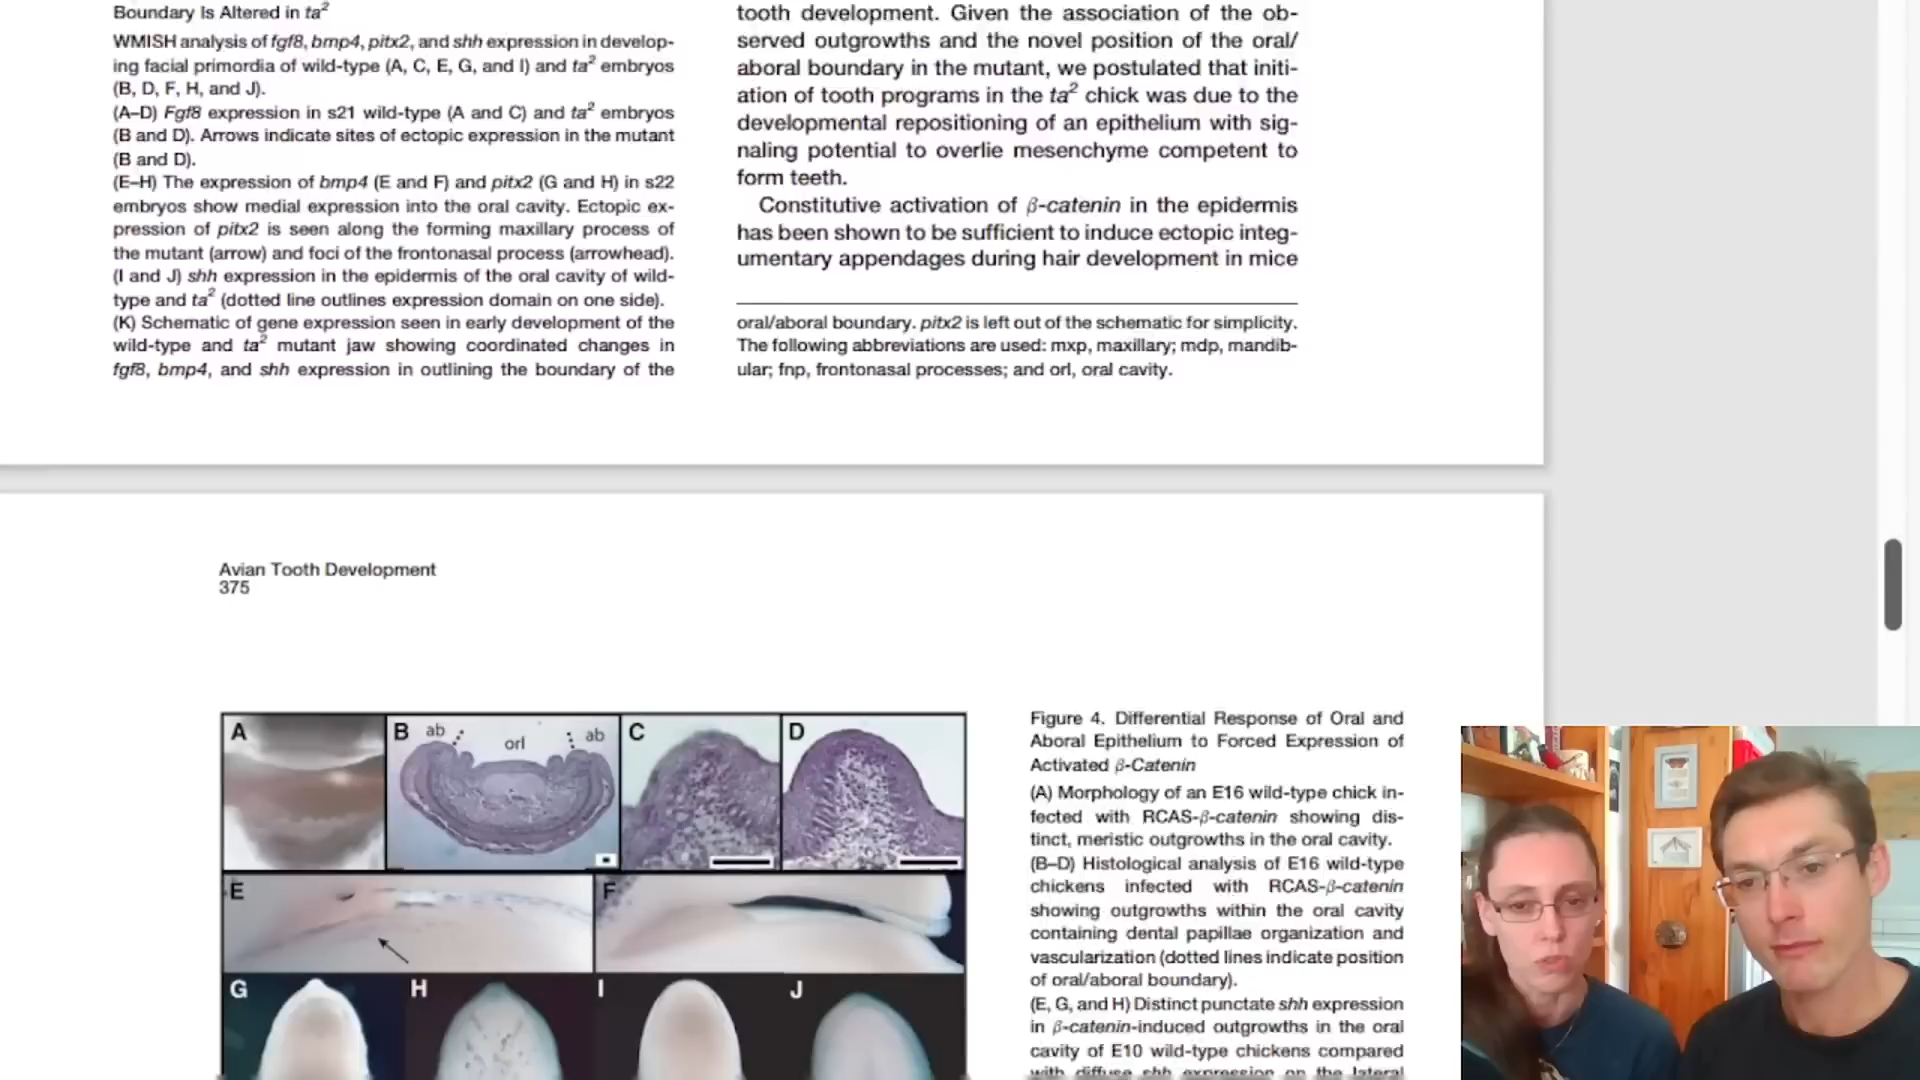 Boundary Is Altered in ta²
WMISH analysis of fgf8, bmp4, pitx2, and shh expression in develop-
ing facial primordia of wild-type (A, C, E, G, and I) and ta² embryos
(B, D, F, H, and J).
(A–D) Fgf8 expression in s21 wild-type (A and C) and ta² embryos
(B and D). Arrows indicate sites of ectopic expression in the mutant
(B and D).
(E–H) The expression of bmp4 (E and F) and pitx2 (G and H) in s22
embryos show medial expression into the oral cavity. Ectopic ex-
pression of pitx2 is seen along the forming maxillary process of
the mutant (arrow) and foci of the frontonasal process (arrowhead).
(I and J) shh expression in the epidermis of the oral cavity of wild-
type and ta² (dotted line outlines expression domain on one side).
(K) Schematic of gene expression seen in early development of the
wild-type and ta² mutant jaw showing coordinated changes in
fgf8, bmp4, and shh expression in outlining the boundary of the
tooth development. Given the association of the ob-
served outgrowths and the novel position of the oral/
aboral boundary in the mutant, we postulated that initi-
ation of tooth programs in the ta² chick was due to the
developmental repositioning of an epithelium with sig-
naling potential to overlie mesenchyme competent to
form teeth.
Constitutive activation of β-catenin in the epidermis
has been shown to be sufficient to induce ectopic integ-
umentary appendages during hair development in mice
oral/aboral boundary. pitx2 is left out of the schematic for simplicity.
The following abbreviations are used: mxp, maxillary; mdp, mandib-
ular; fnp, frontonasal processes; and orl, oral cavity.
Avian Tooth Development
375
A
B ab orl ab
C
D
E
F
G
H
I
J
Figure 4. Differential Response of Oral and
Aboral Epithelium to Forced Expression of
Activated β-Catenin
(A) Morphology of an E16 wild-type chick in-
fected with RCAS-β-catenin showing dis-
tinct, meristic outgrowths in the oral cavity.
(B–D) Histological analysis of E16 wild-type
chickens infected with RCAS-β-catenin
showing outgrowths within the oral cavity
containing dental papillae organization and
vascularization (dotted lines indicate position
of oral/aboral boundary).
(E, G, and H) Distinct punctate shh expression
in β-catenin-induced outgrowths in the oral
cavity of E10 wild-type chickens compared
with diffuse shh expression on the lateral